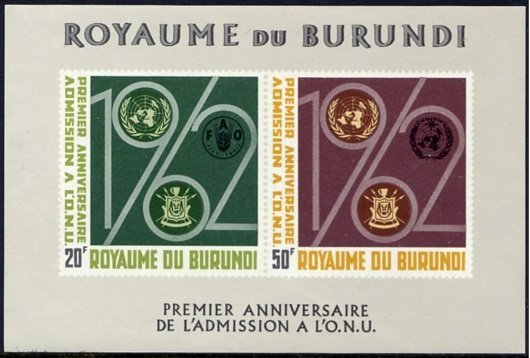 ROYAUME DU BURUNDI
PREMIER ANNIVERSAIRE
ADMISSION A L'O.N.U.
1962
FAO
20F ROYAUME DU BURUNDI
PREMIER ANNIVERSAIRE
ADMISSION A L'O.N.U.
1962
50F ROYAUME DU BURUNDI
PREMIER ANNIVERSAIRE
DE L'ADMISSION A L'O.N.U.